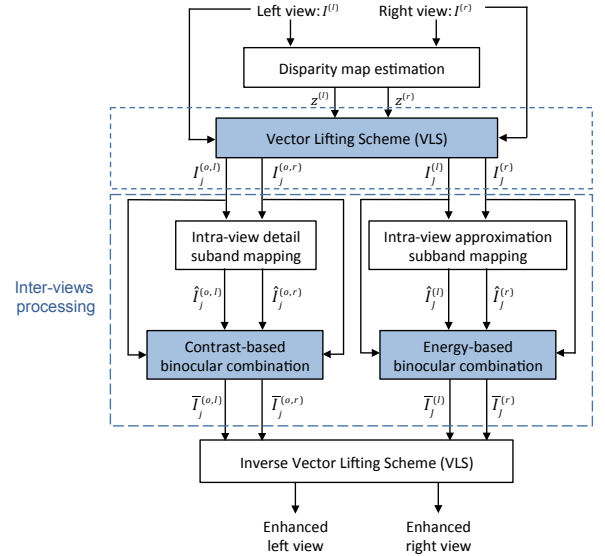 Left view: I^{(l)} Right view: I^{(r)}
Disparity map estimation
z^{(l)} z^{(r)}
Vector Lifting Scheme (VLS)
I_j^{(o,l)} I_j^{(o,r)} I_J^{(l)} I_J^{(r)}
Intra-view detail
suband mapping
Intra-view approximation
subband mapping
Inter-views
processing
Î_j^{(o,l)} Î_j^{(o,r)} Î_J^{(l)} Î_J^{(r)}
Contrast-based
binocular combination
Energy-based
binocular combination
Ī_j^{(o,l)} Ī_j^{(o,r)} Ī_J^{(l)} Ī_J^{(r)}
Inverse Vector Lifting Scheme (VLS)
Enhanced
left view
Enhanced
right view